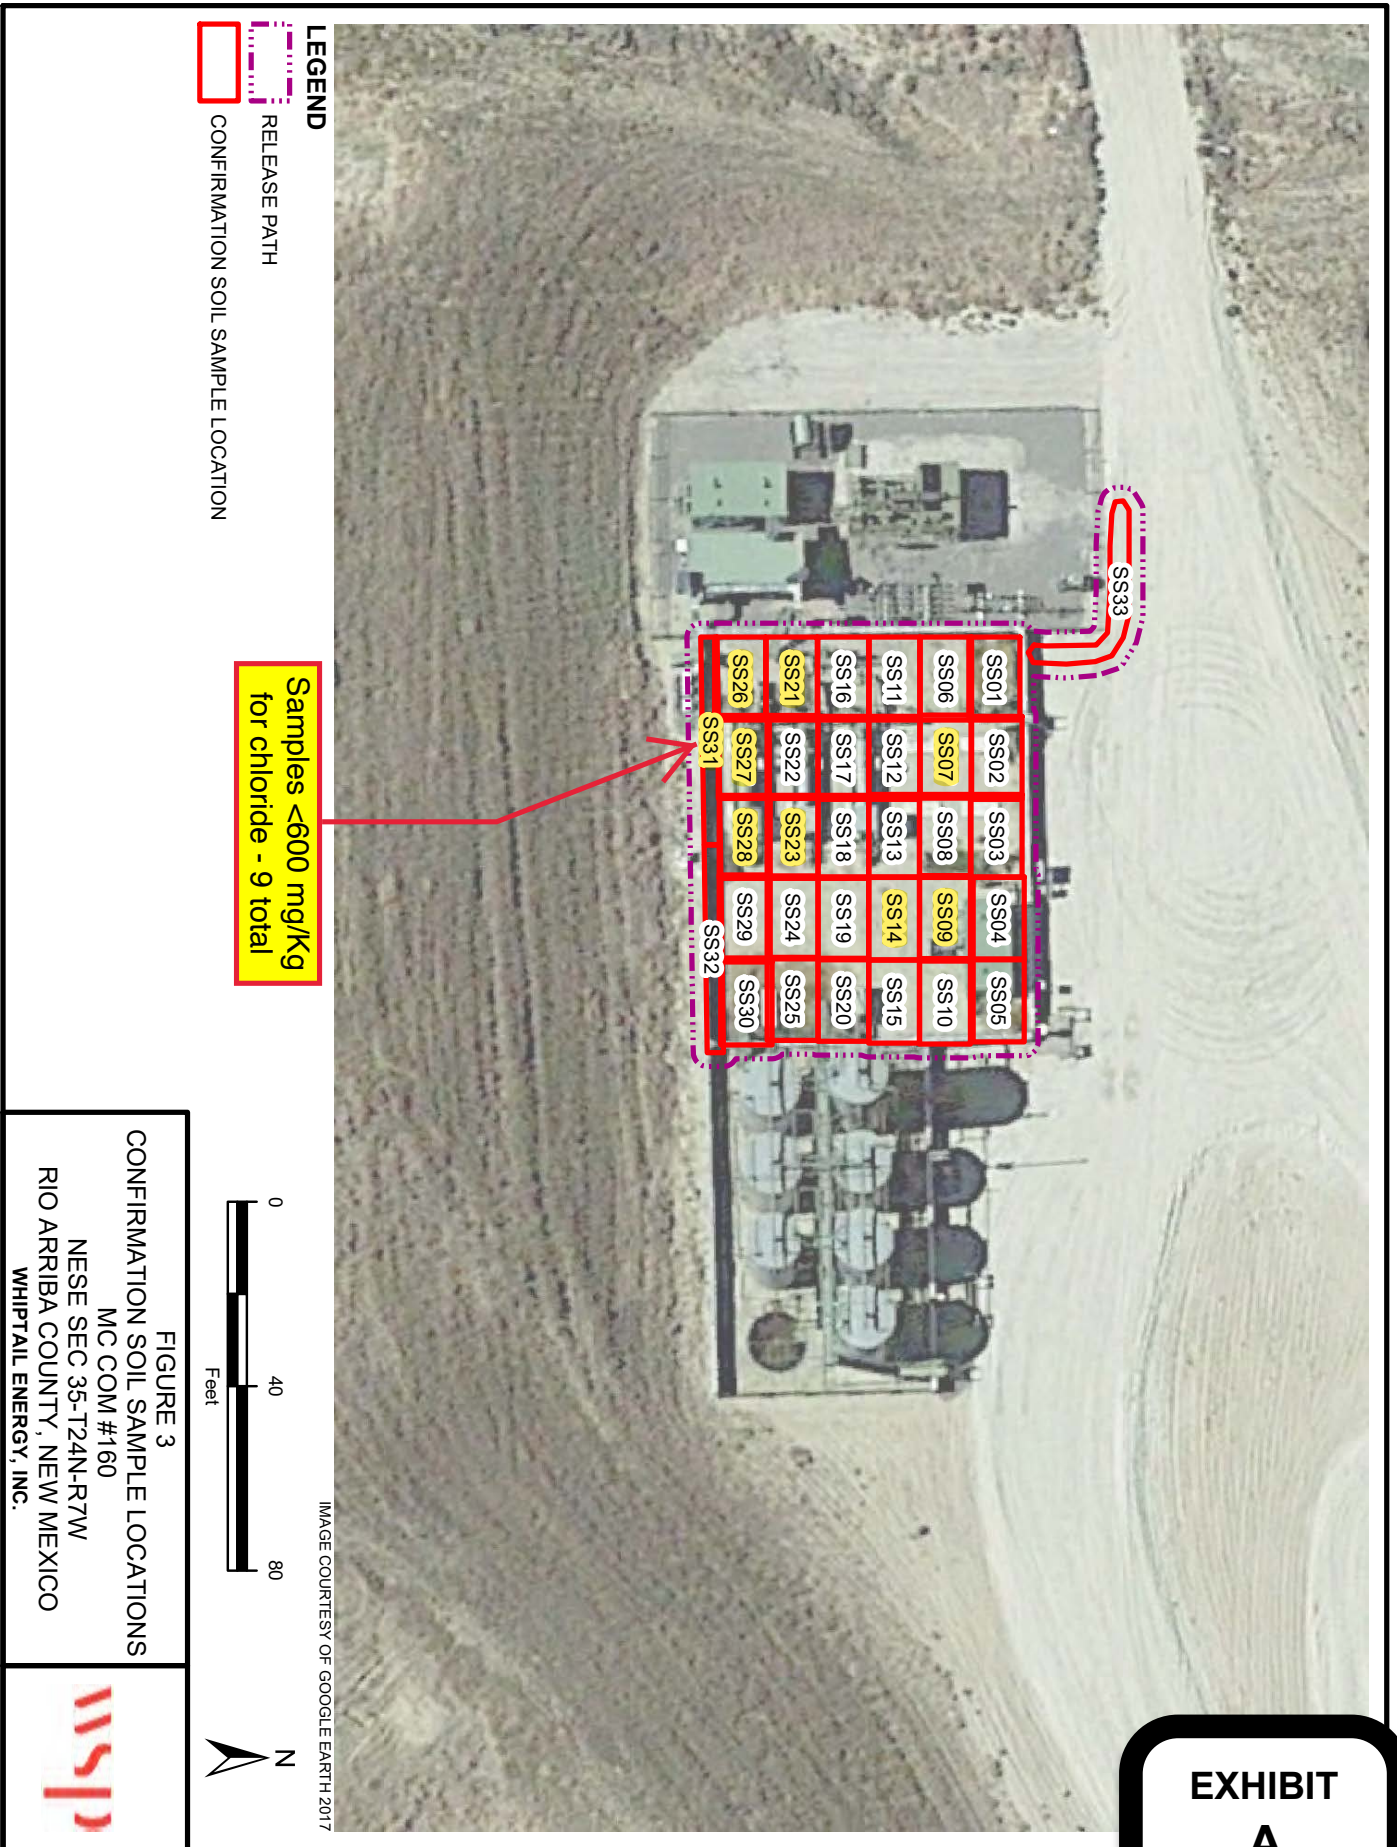 EXHIBIT
A
SS33
SS01
SS02
SS03
SS04
SS05
SS06
SS07
SS08
SS09
SS10
SS11
SS12
SS13
SS14
SS15
SS16
SS17
SS18
SS19
SS20
SS21
SS22
SS23
SS24
SS25
SS26
SS27
SS28
SS29
SS30
SS31
SS32
Samples <600 mg/Kg
for chloride - 9 total
IMAGE COURTESY OF GOOGLE EARTH 2017
LEGEND
RELEASE PATH
CONFIRMATION SOIL SAMPLE LOCATION
0 40 80
Feet
N
FIGURE 3
CONFIRMATION SOIL SAMPLE LOCATIONS
MC COM #160
NESE SEC 35-T24N-R7W
RIO ARRIBA COUNTY, NEW MEXICO
WHIPTAIL ENERGY, INC.
wsp